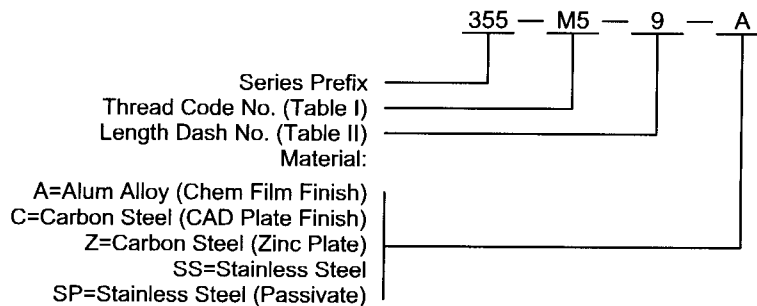 355 — M5 — 9 — A
Series Prefix
Thread Code No. (Table I)
Length Dash No. (Table II)
Material:
A=Alum Alloy (Chem Film Finish)
C=Carbon Steel (CAD Plate Finish)
Z=Carbon Steel (Zinc Plate)
SS=Stainless Steel
SP=Stainless Steel (Passivate)